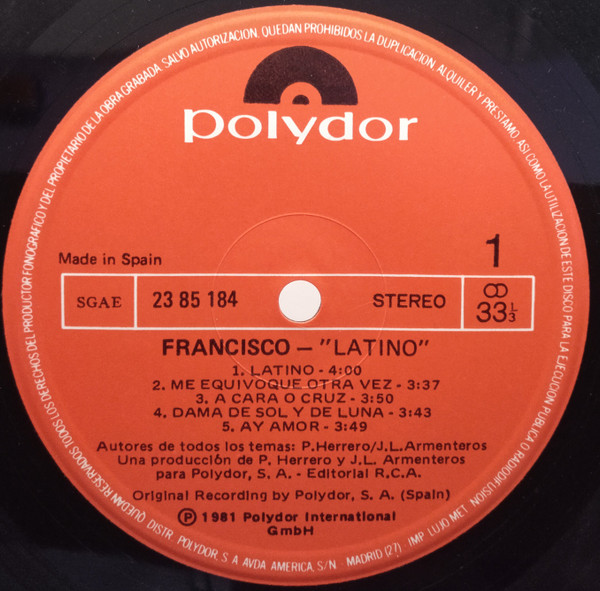 QUEDAN RESERVADOS TODOS LOS DERECHOS DEL PRODUCTOR FONOGRAFICO Y DEL PROPIETARIO DE LA OBRA GRABADA. SALVO AUTORIZACION, QUEDAN PROHIBIDOS LA DUPLICACION, ALQUILER Y PRESTAMO, ASI COMO LA UTILIZACION DE ESTE DISCO PARA LA EJECUCION PUBLICA O RADIODIFUSION
polydor
Made in Spain
1
SGAE
23 85 184
STEREO
33 1/3
FRANCISCO – "LATINO"
1. LATINO - 4:00
2. ME EQUIVOQUE OTRA VEZ - 3:37
3. A CARA O CRUZ - 3:50
4. DAMA DE SOL Y DE LUNA - 3:43
5. AY AMOR - 3:49
Autores de todos los temas: P.Herrero/J.L. Armenteros
Una producción de P. Herrero y J.L. Armenteros
para Polydor, S. A. - Editorial R.C.A.
Original Recording by Polydor, S. A. (Spain)
Ⓟ 1981 Polydor International
GmbH
DISTR. POLYDOR, S. A. AVDA AMERICA, S/N MADRID (27). IMP LUJO MET